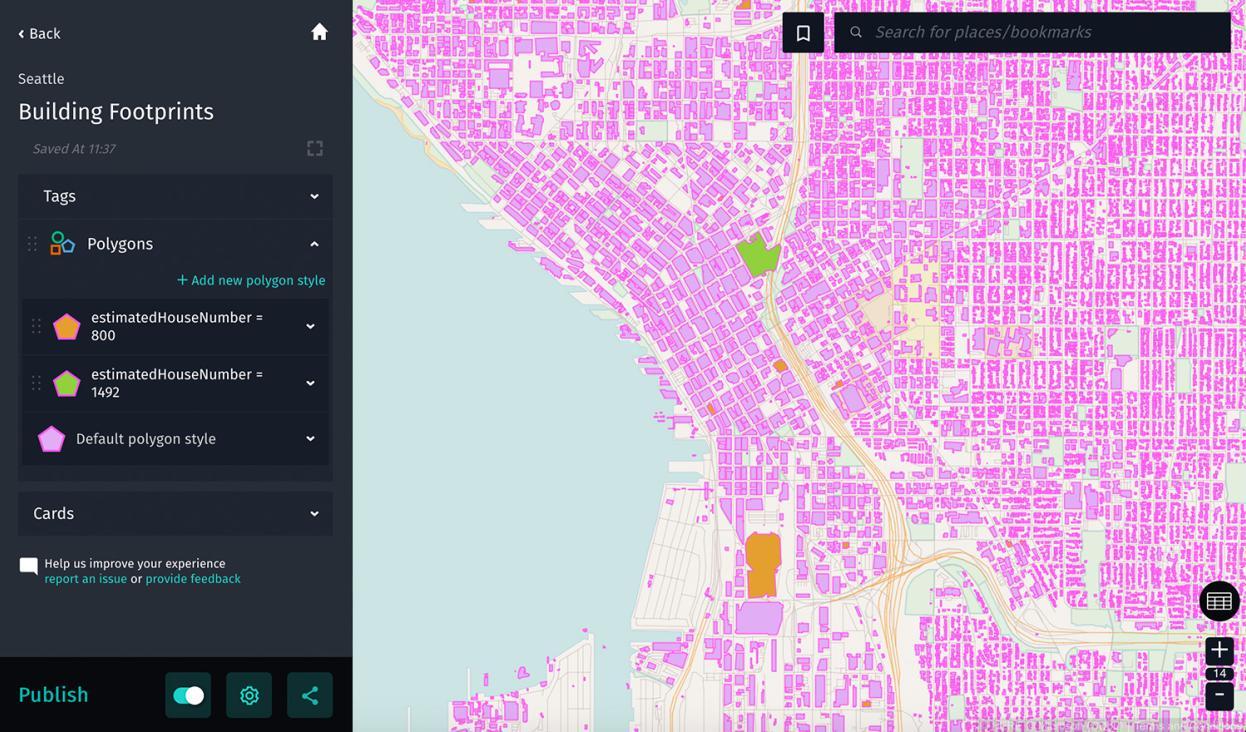 Back
Search for places/bookmarks
Seattle
Building Footprints
Saved At 11:37
Tags
Polygons
+ Add new polygon style
estimatedHouseNumber =
800
estimatedHouseNumber =
1492
Default polygon style
Cards
Help us improve your experience
report an issue or provide feedback
+
14
-
Publish